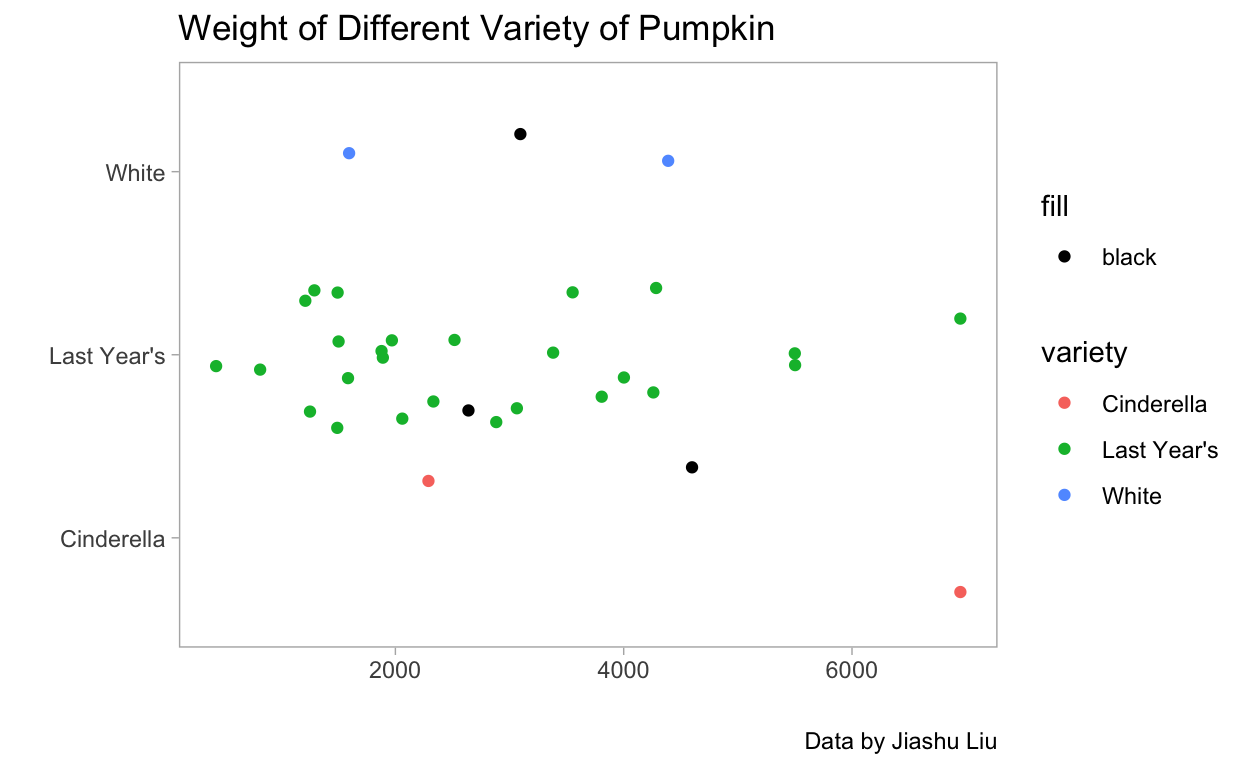 Weight of Different Variety of Pumpkin
White
Last Year's
Cinderella
2000
4000
6000
fill
black
variety
Cinderella
Last Year's
White
Data by Jiashu Liu